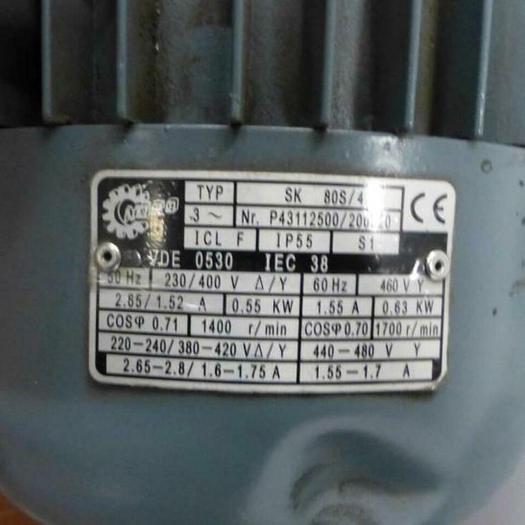 TYP SK 80S/4
3 ~ Nr. P43112500/200 20
ICL F IP55 S1
CE
VDE 0530 IEC 38
50 Hz 230/400 V Δ/Y 60 Hz 460 V Y
2.85/1.52 A 0.55 KW 1.55 A 0.63 KW
COSφ 0.71 1400 r/min COSφ 0.70 1700 r/min
220-240/380-420 V Δ/Y 440-480 V Y
2.65-2.8/ 1.6-1.75 A 1.55-1.7 A